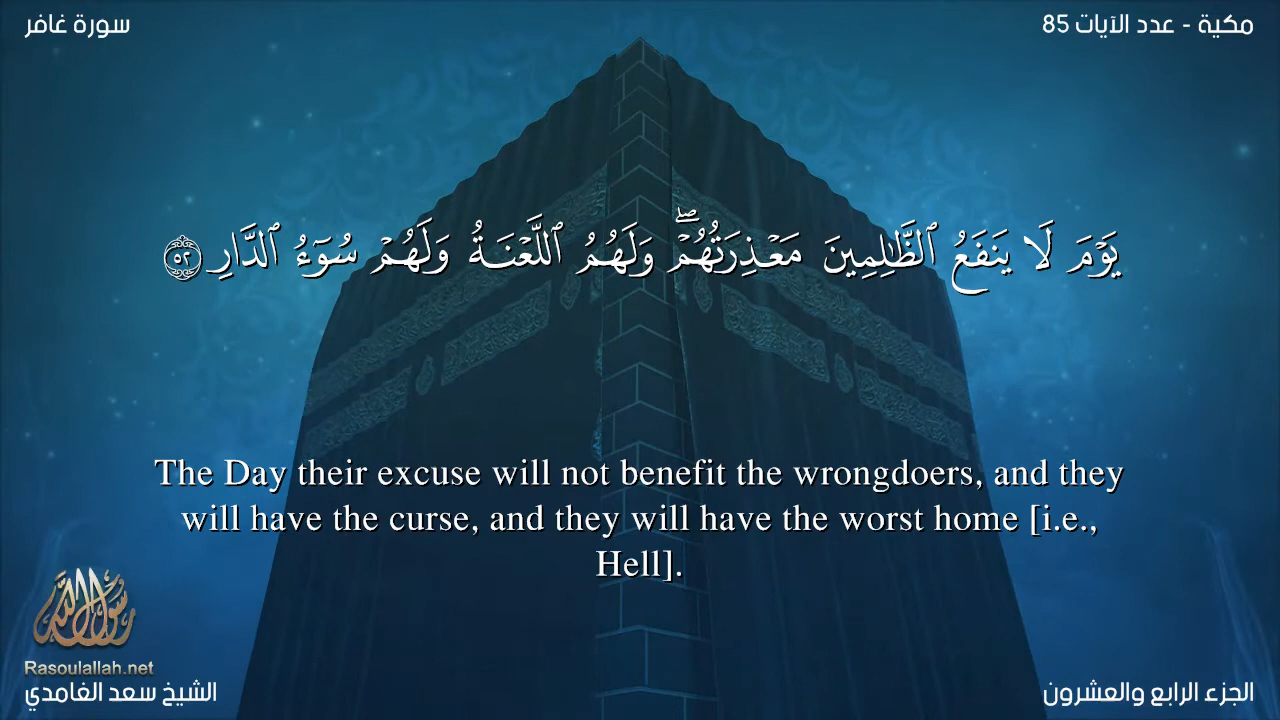 سورة غافر
مكية - عدد الآيات 85
يَوْمَ لَا يَنفَعُ ٱلظَّـٰلِمِينَ مَعْذِرَتُهُمْ ۖ وَلَهُمُ ٱللَّعْنَةُ وَلَهُمْ سُوٓءُ ٱلدَّارِ ٥٢
The Day their excuse will not benefit the wrongdoers, and they
will have the curse, and they will have the worst home [i.e.,
Hell].
رسول الله
Rasoulallah.net
الشيخ سعد الغامدي
الجزء الرابع والعشرون